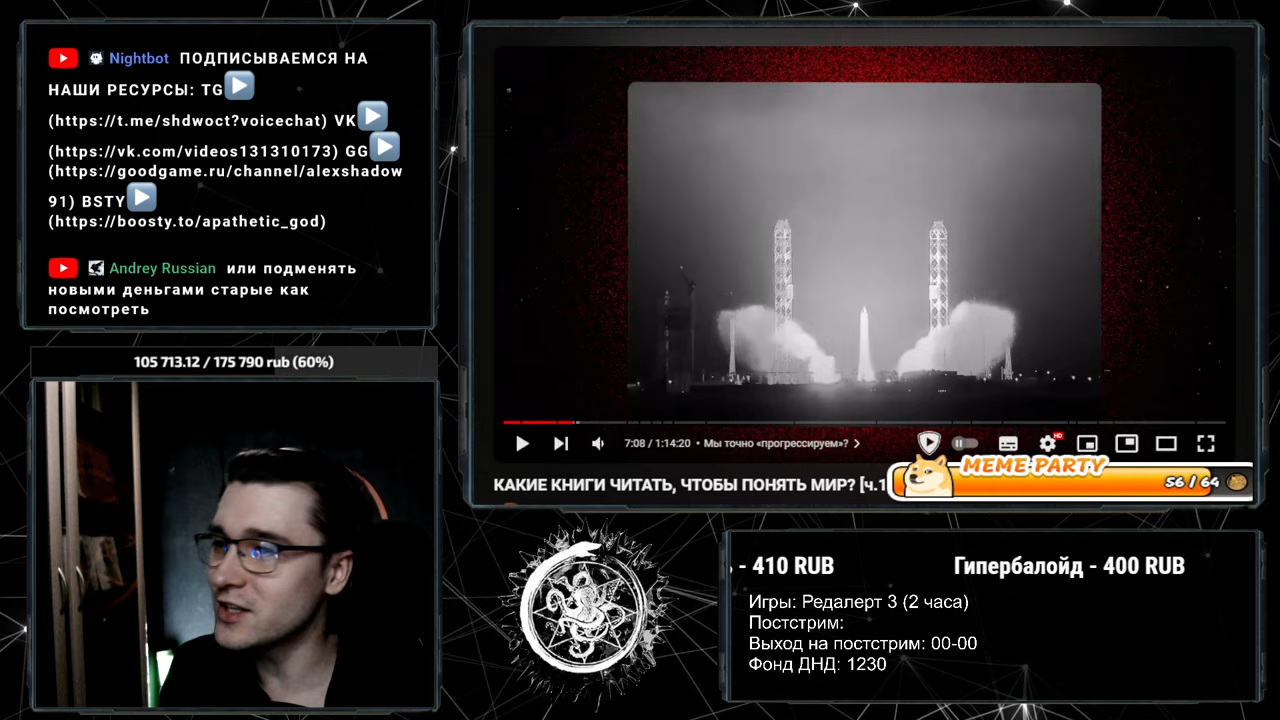 Nightbot ПОДПИСЫВАЕМСЯ НА
НАШИ РЕСУРСЫ: TG
(https://t.me/shdwoct?voicechat) VK
(https://vk.com/videos131310173) GG
(https://goodgame.ru/channel/alexshadow
91) BSTY
(https://boosty.to/apathetic_god)
Andrey Russian или подменять
новыми деньгами старые как
посмотреть
105 713.12 / 175 790 rub (60%)
7:08 / 1:14:20 • Мы точно «прогрессируем»?
HD
КАКИЕ КНИГИ ЧИТАТЬ, ЧТОБЫ ПОНЯТЬ МИР? [ч.1
MEME PARTY
56 / 64
- 410 RUB
Гипербалойд - 400 RUB
Игры: Редалерт 3 (2 часа)
Постстрим:
Выход на постстрим: 00-00
Фонд ДНД: 1230